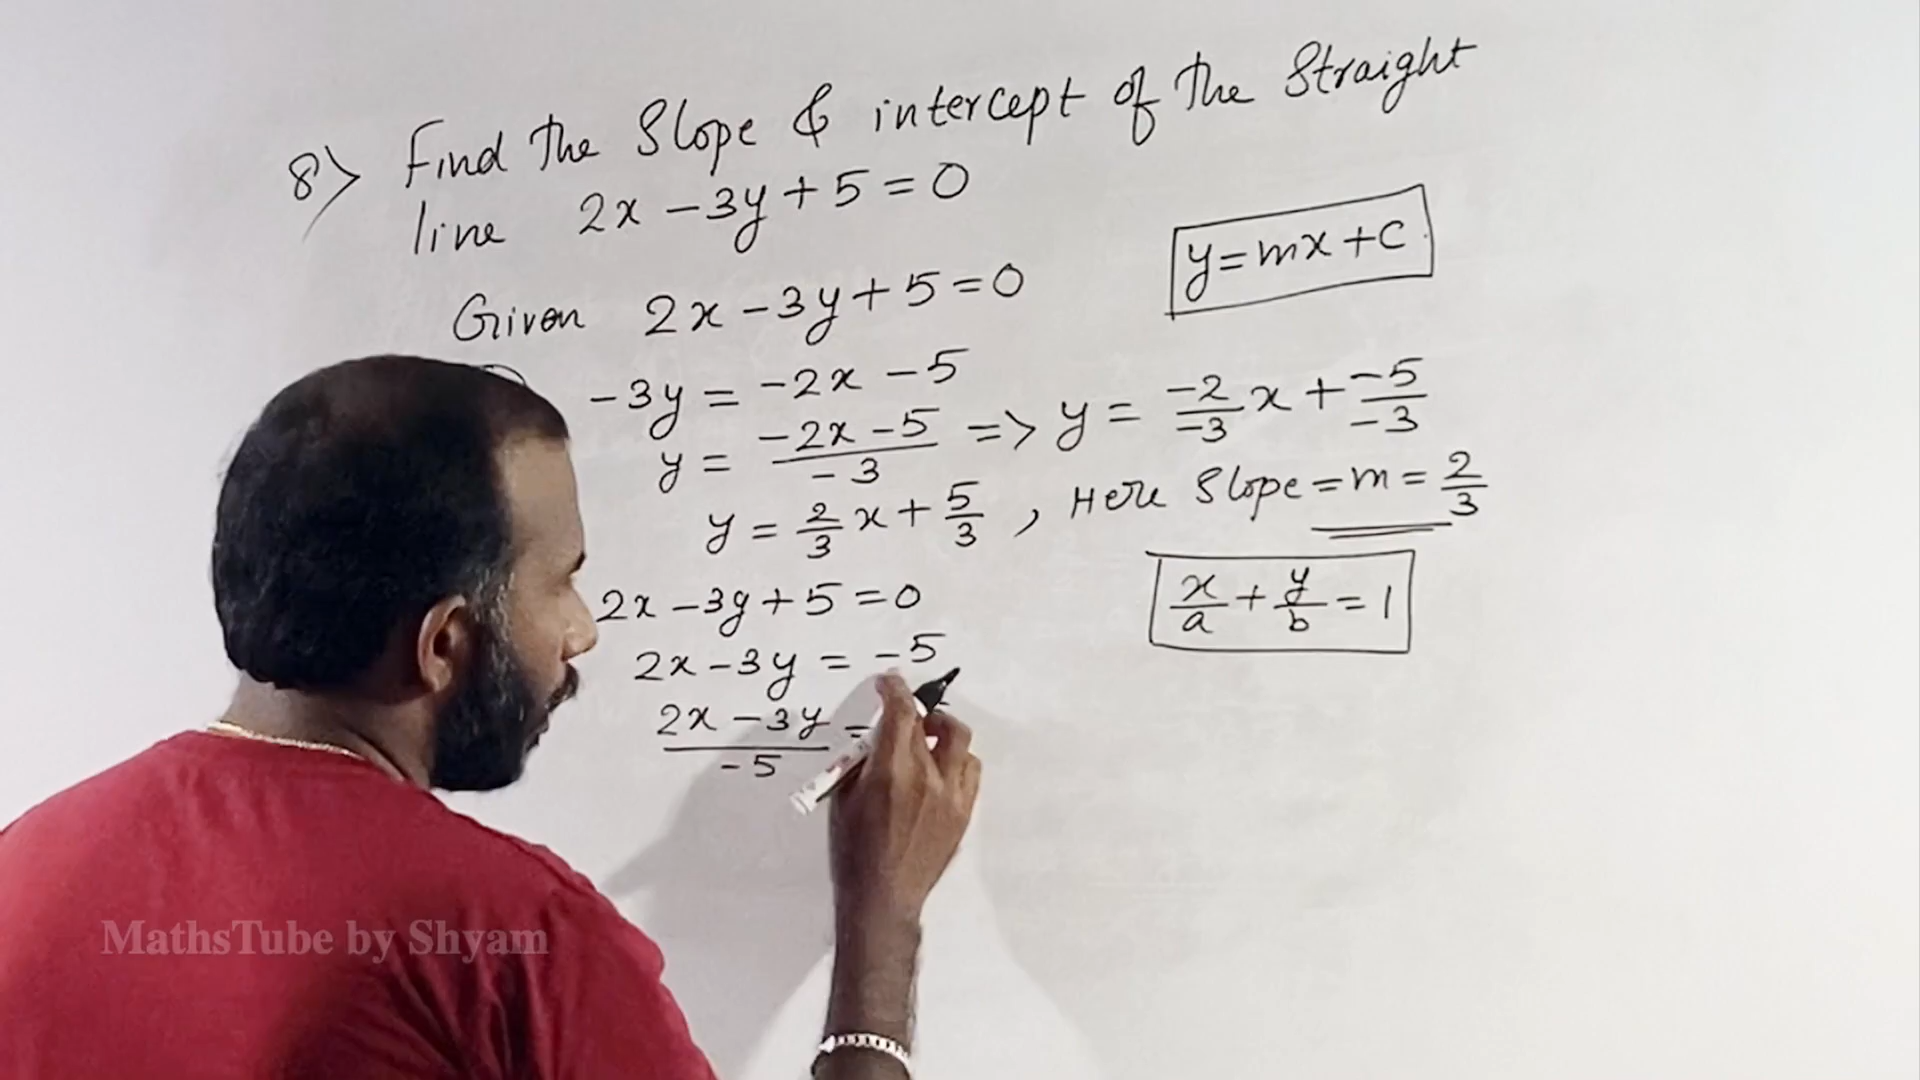 8) Find the Slope & intercept of the Straight
line 2x - 3y + 5 = 0
y = mx + c
Given 2x - 3y + 5 = 0
-3y = -2x - 5
y = (-2x - 5)/(-3) => y = (-2)/(-3) x + (-5)/(-3)
y = 2/3 x + 5/3 , Here Slope = m = 2/3
2x - 3y + 5 = 0
x/a + y/b = 1
2x - 3y = -5
(2x - 3y)/(-5) =
MathsTube by Shyam